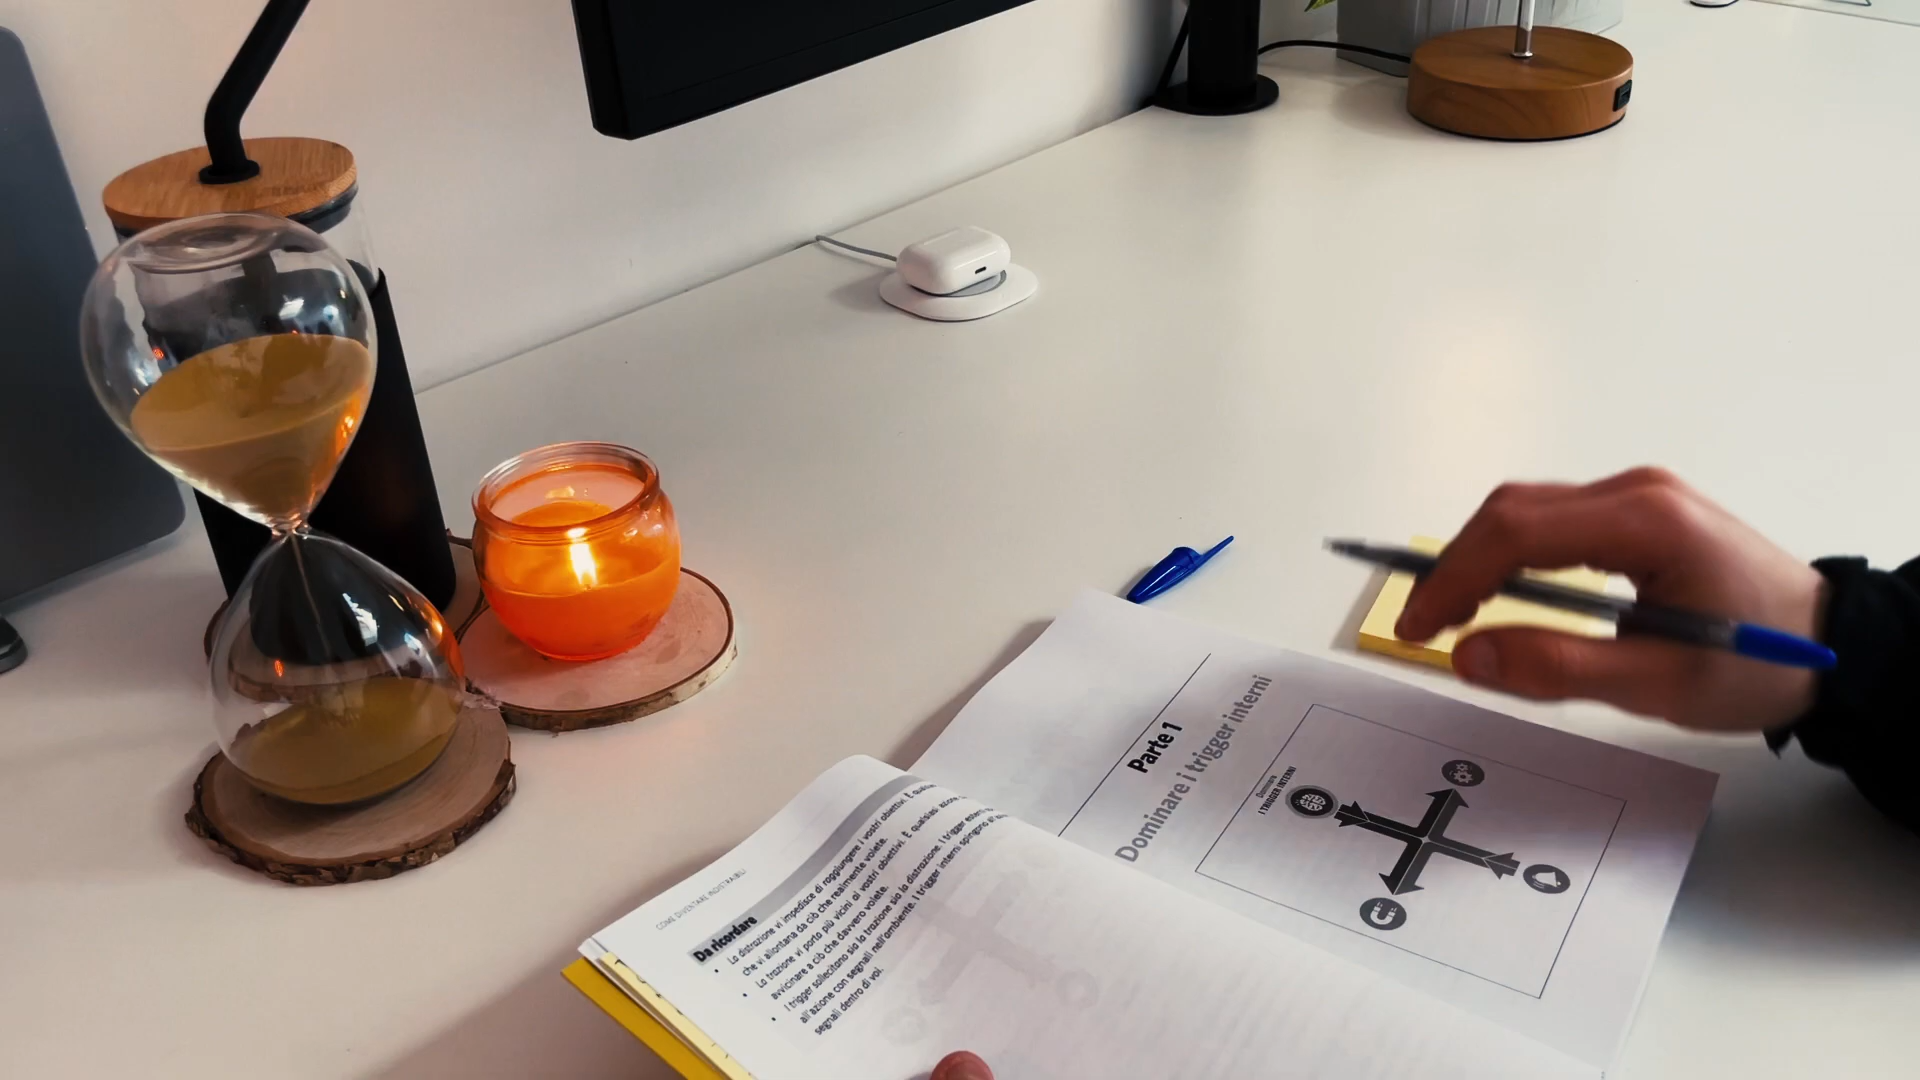 COME DIVENTARE INDISTRAIBILI
Da ricordare
• La distrazione vi impedisce di raggiungere i vostri obiettivi. È qualsiasi azione
che vi allontana da ciò che realmente volete.
• La trazione vi porta più vicini ai vostri obiettivi. È qualsiasi azione
avvicinare a ciò che davvero volete.
• I trigger sollecitano sia la trazione sia la distrazione. I trigger esterni
all'azione con segnali nell'ambiente. I trigger interni spingono all'
segnali dentro di voi.
Parte 1
Dominare i trigger interni
Dominare
I TRIGGER INTERNI